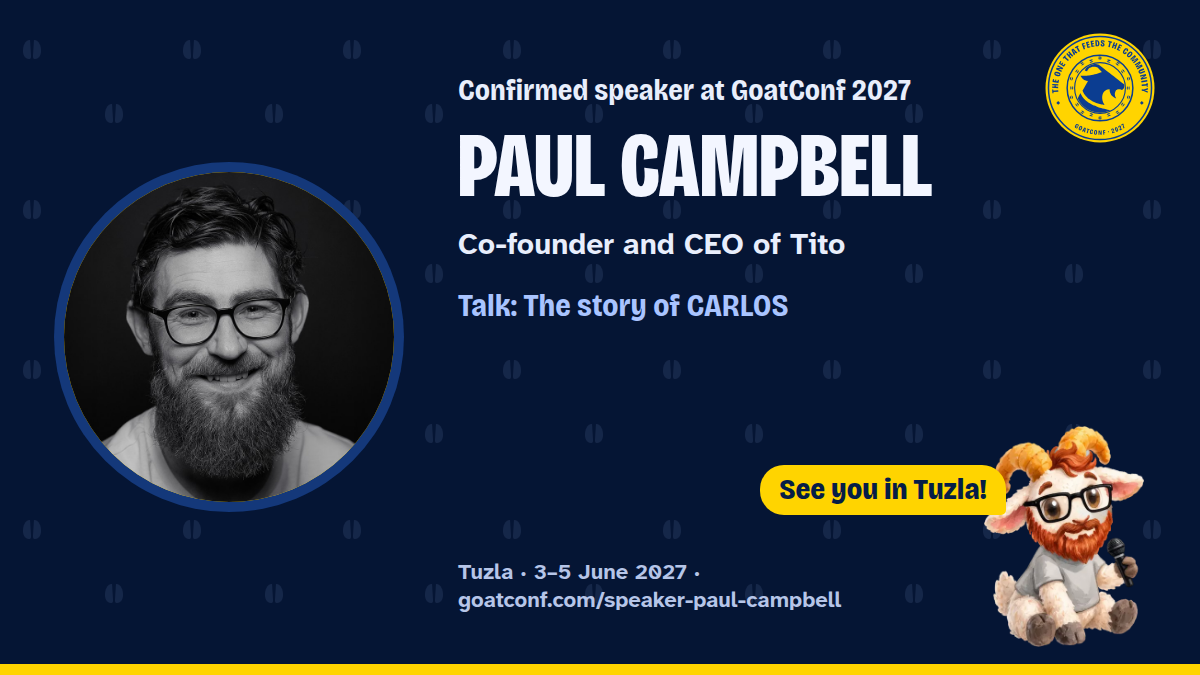 Confirmed speaker at GoatConf 2027
THE ONE THAT FEEDS THE COMMUNITY
GOATCONF · 2027
PAUL CAMPBELL
Co-founder and CEO of Tito
Talk: The story of CARLOS
See you in Tuzla!
Tuzla · 3–5 June 2027 ·
goatconf.com/speaker-paul-campbell